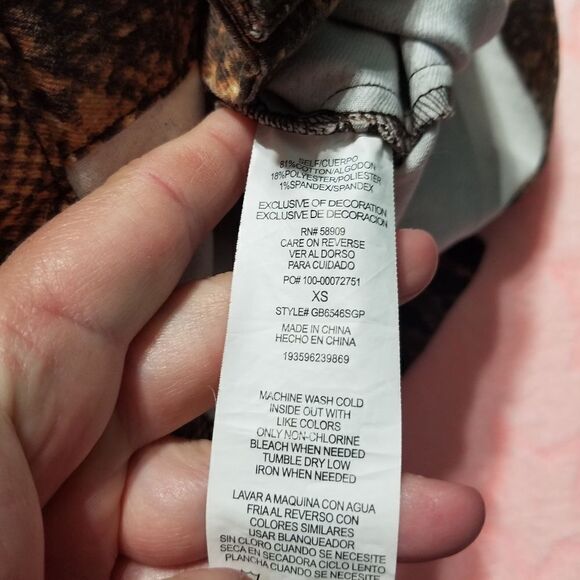 SELF/CUERPO
81%COTTON/ALGODON
18%POLYESTER/POLIESTER
1%SPANDEX/SPANDEX
EXCLUSIVE OF DECORATION
EXCLUSIVE DE DECORACION
RN# 58909
CARE ON REVERSE
VER AL DORSO
PARA CUIDADO
PO# 100-00072751
XS
STYLE# GB6546SGP
MADE IN CHINA
HECHO EN CHINA
193596239869
MACHINE WASH COLD
INSIDE OUT WITH
LIKE COLORS
ONLY NON-CHLORINE
BLEACH WHEN NEEDED
TUMBLE DRY LOW
IRON WHEN NEEDED
LAVAR A MAQUINA CON AGUA
FRIA AL REVERSO CON
COLORES SIMILARES
USAR BLANQUEADOR
SIN CLORO CUANDO SE NECESITE
SECA EN SECADORA CICLO LENTO
PLANCHA CUANDO SE NECESITE